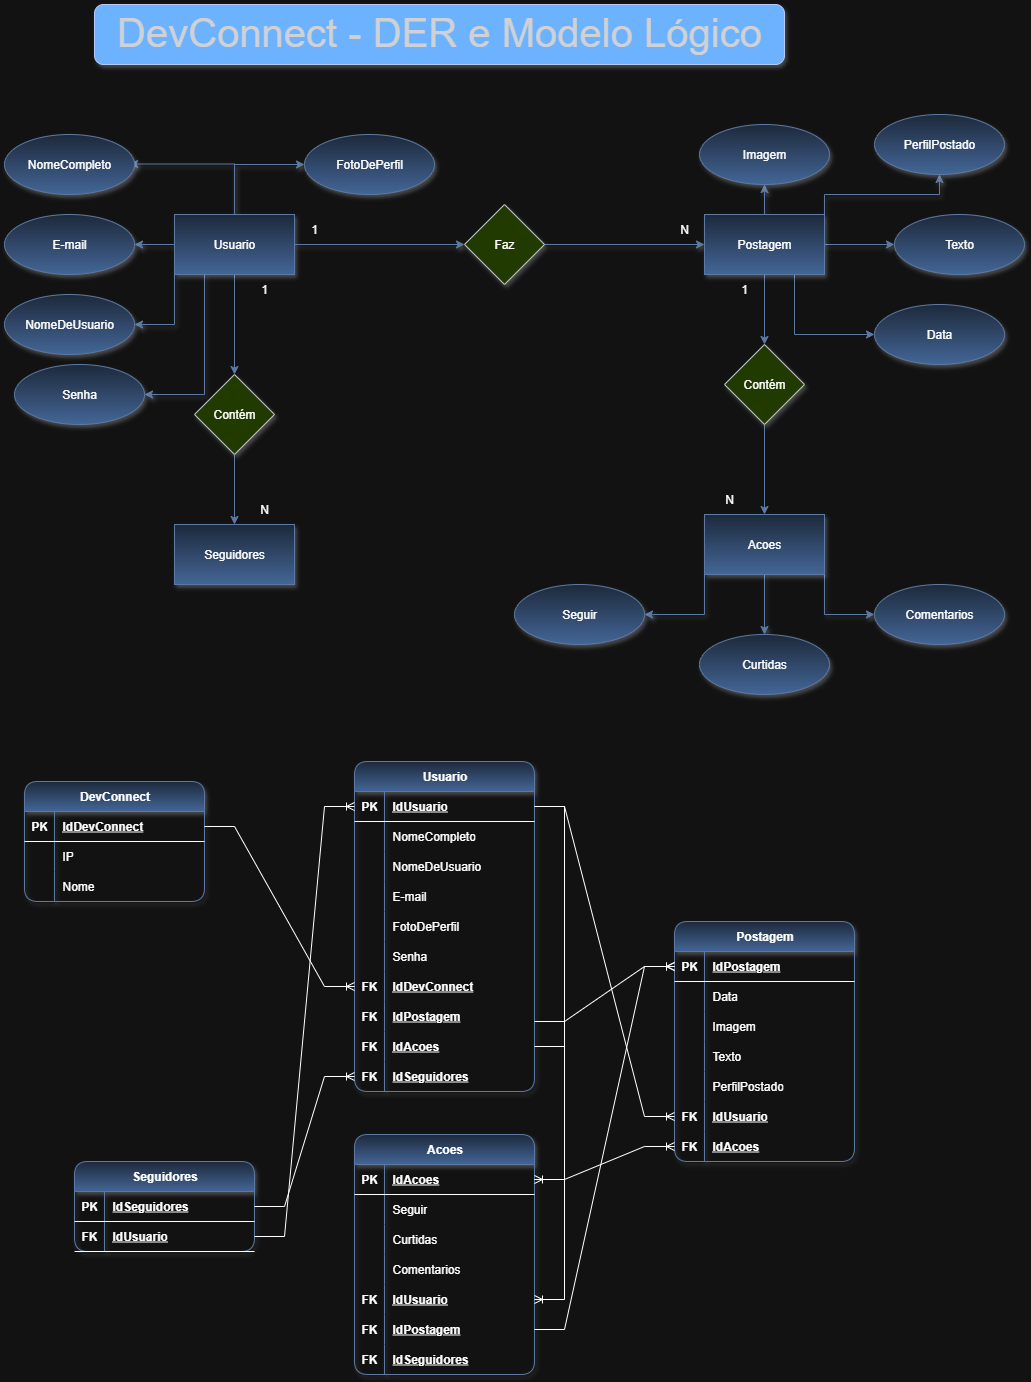 DevConnect - DER e Modelo Lógico
NomeCompleto
FotoDePerfil
Imagem
PerfilPostado
E-mail
Usuario
1
Faz
N
Postagem
Texto
1
1
NomeDeUsuario
Data
Senha
Contém
Contém
N
N
Seguidores
Acoes
Seguir
Comentarios
Curtidas
DevConnect
PK IdDevConnect
IP
Nome
Usuario
PK IdUsuario
NomeCompleto
NomeDeUsuario
E-mail
FotoDePerfil
Senha
FK IdDevConnect
FK IdPostagem
FK IdAcoes
FK IdSeguidores
Postagem
PK IdPostagem
Data
Imagem
Texto
PerfilPostado
FK IdUsuario
FK IdAcoes
Seguidores
PK IdSeguidores
FK IdUsuario
Acoes
PK IdAcoes
Seguir
Curtidas
Comentarios
FK IdUsuario
FK IdPostagem
FK IdSeguidores